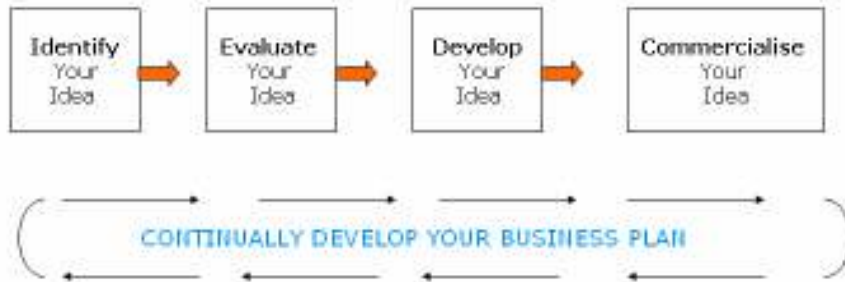 Identify
Your
Idea
Evaluate
Your
Idea
Develop
Your
Idea
Commercialise
Your
Idea
CONTINUALLY DEVELOP YOUR BUSINESS PLAN